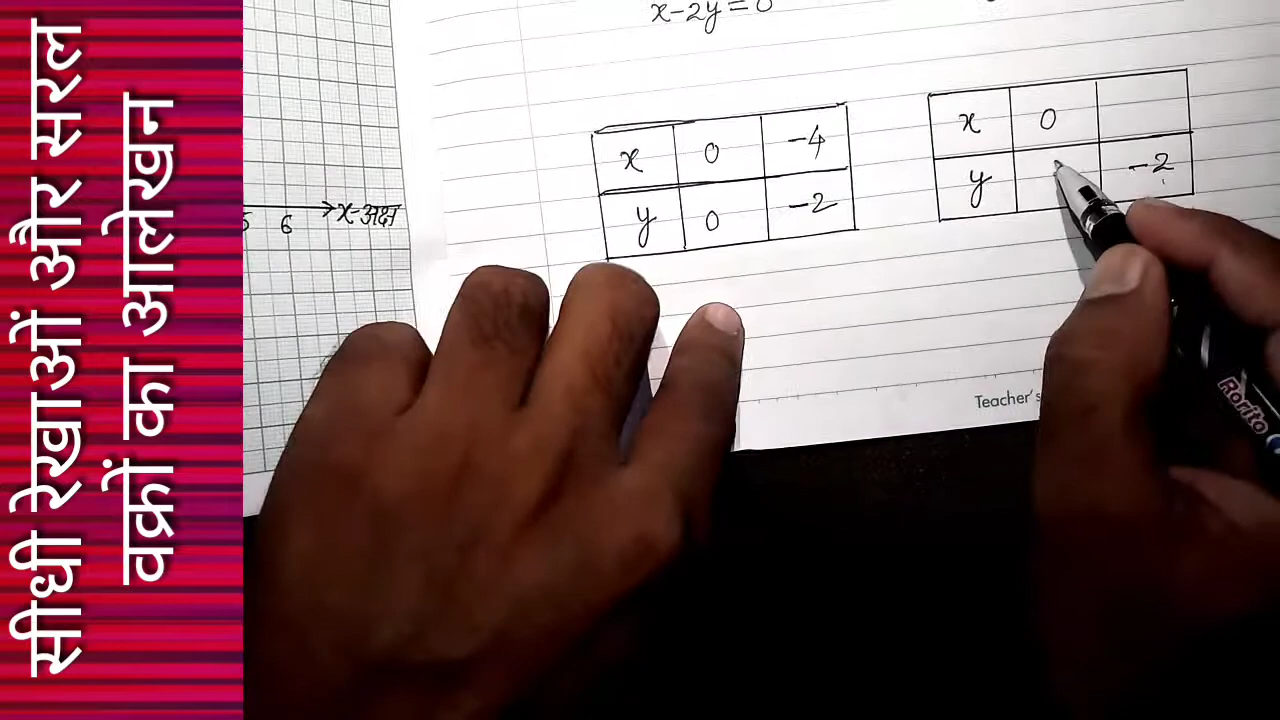 सीधी रेखाओं और सरल
वक्रों का आलेखन
x-2y=0
x 0 -4
y 0 -2
x 0
y -2
6 x-अक्ष
Teacher's
Rorito